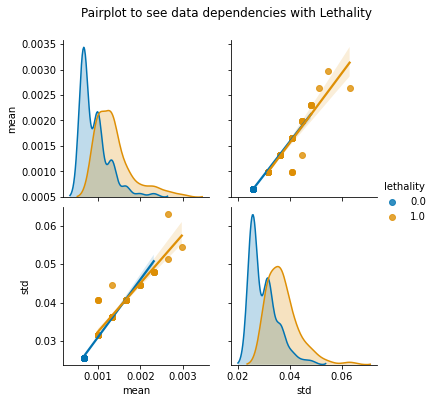 Pairplot to see data dependencies with Lethality
0.0035
0.0030
0.0025
0.0020
0.0015
0.0010
0.0005
mean
lethality
0.0
1.0
0.06
0.05
0.04
0.03
std
0.001 0.002 0.003
mean
0.02 0.04 0.06
std